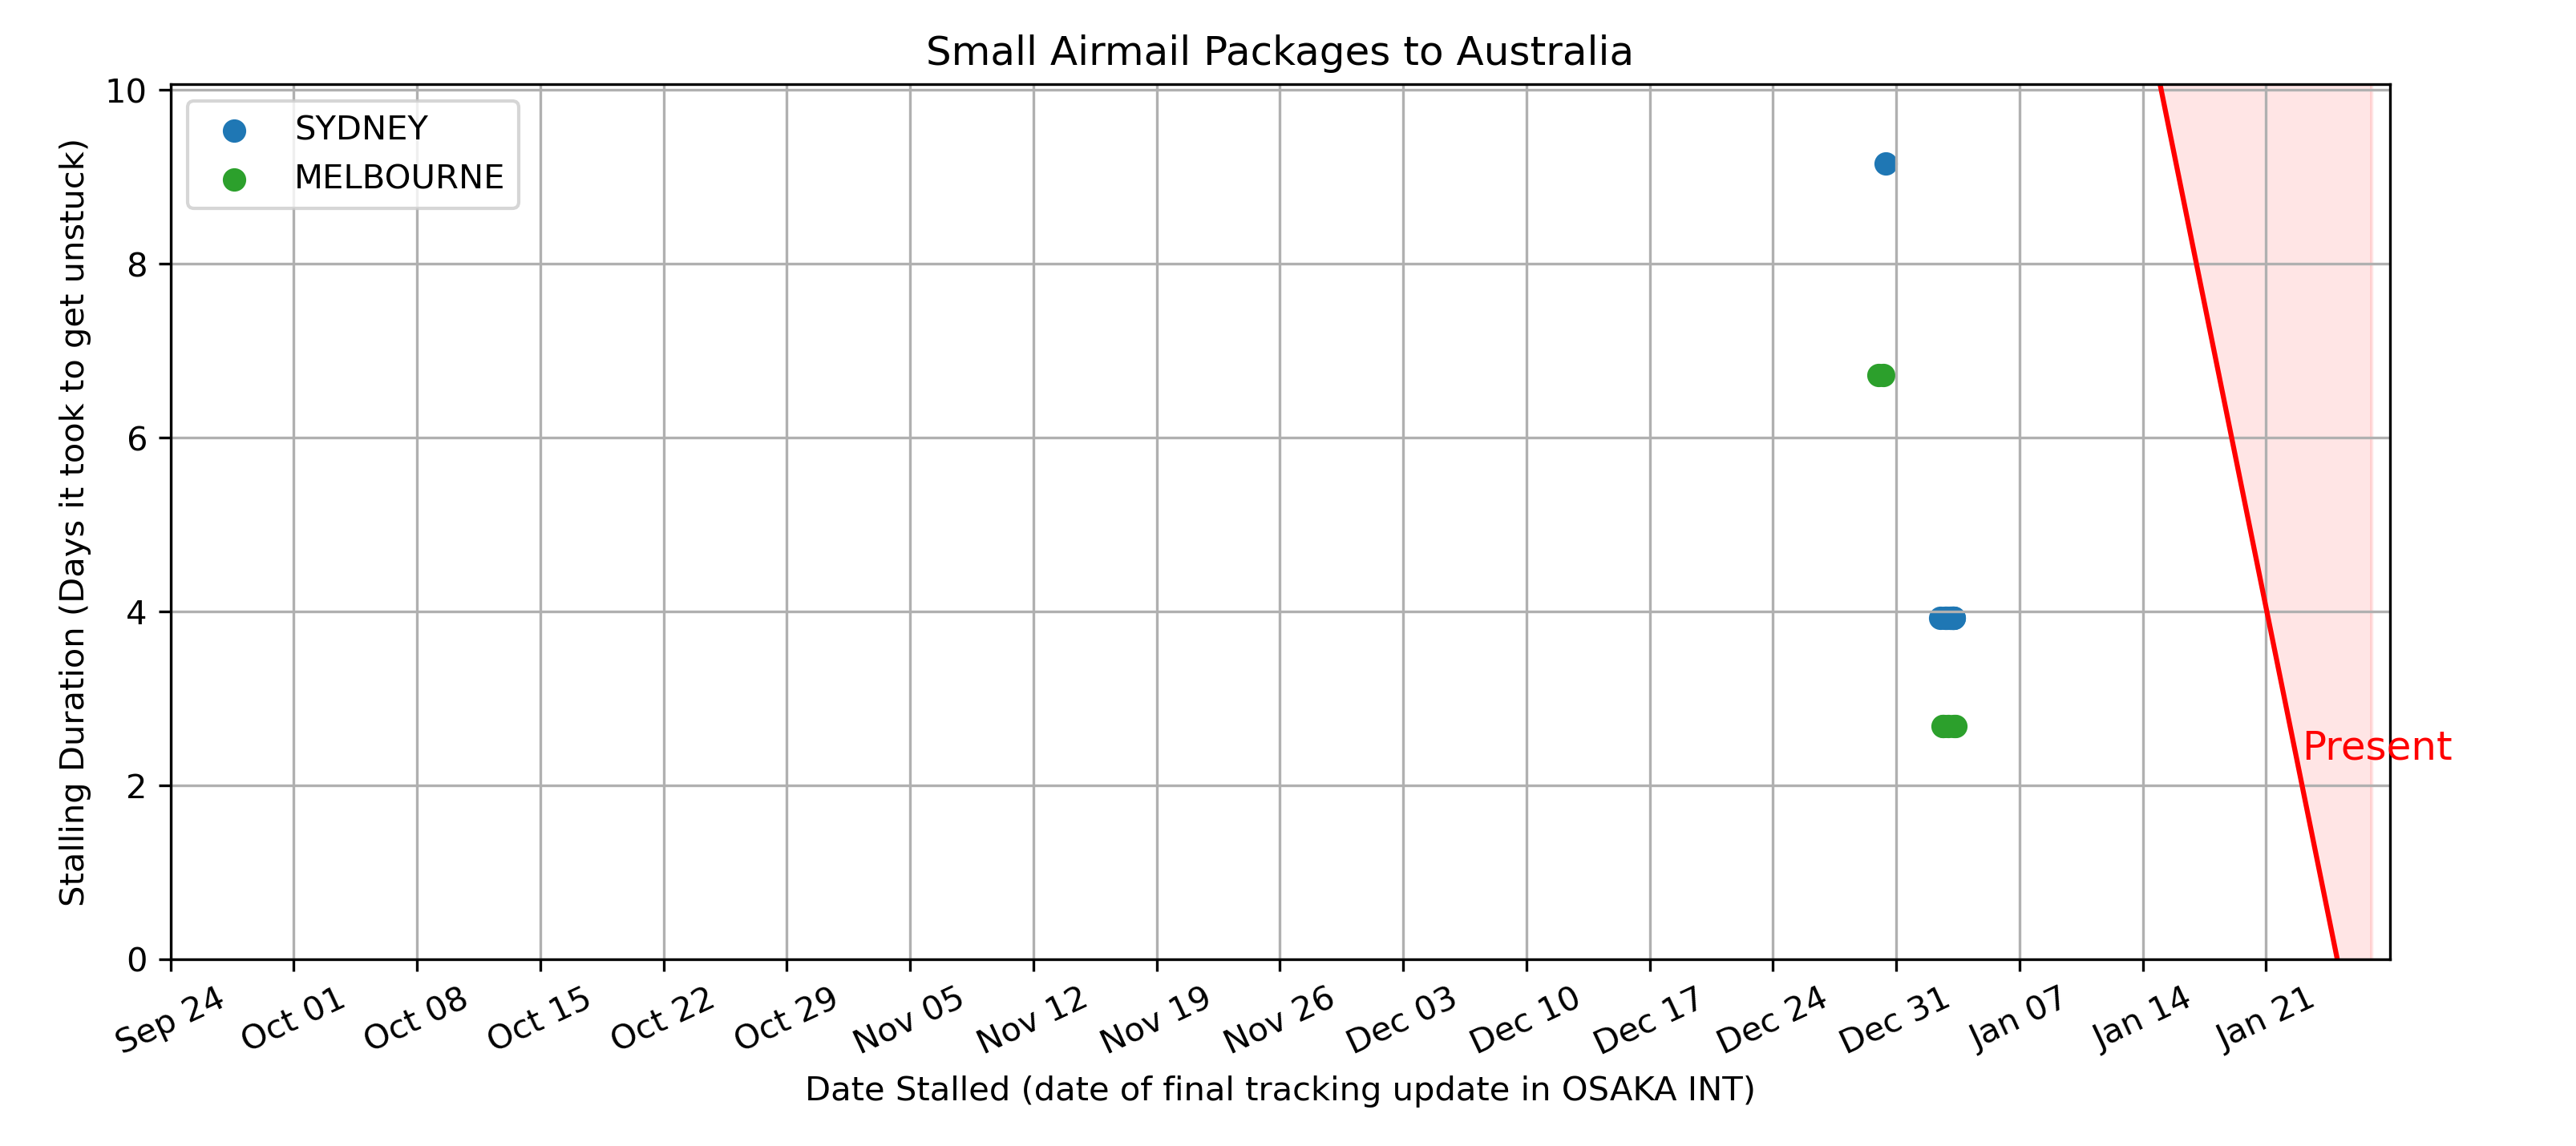 Small Airmail Packages to Australia
SYDNEY
MELBOURNE
Stalling Duration (Days it took to get unstuck)
10
8
6
4
2
0
Present
Sep 24
Oct 01
Oct 08
Oct 15
Oct 22
Oct 29
Nov 05
Nov 12
Nov 19
Nov 26
Dec 03
Dec 10
Dec 17
Dec 24
Dec 31
Jan 07
Jan 14
Jan 21
Date Stalled (date of final tracking update in OSAKA INT)